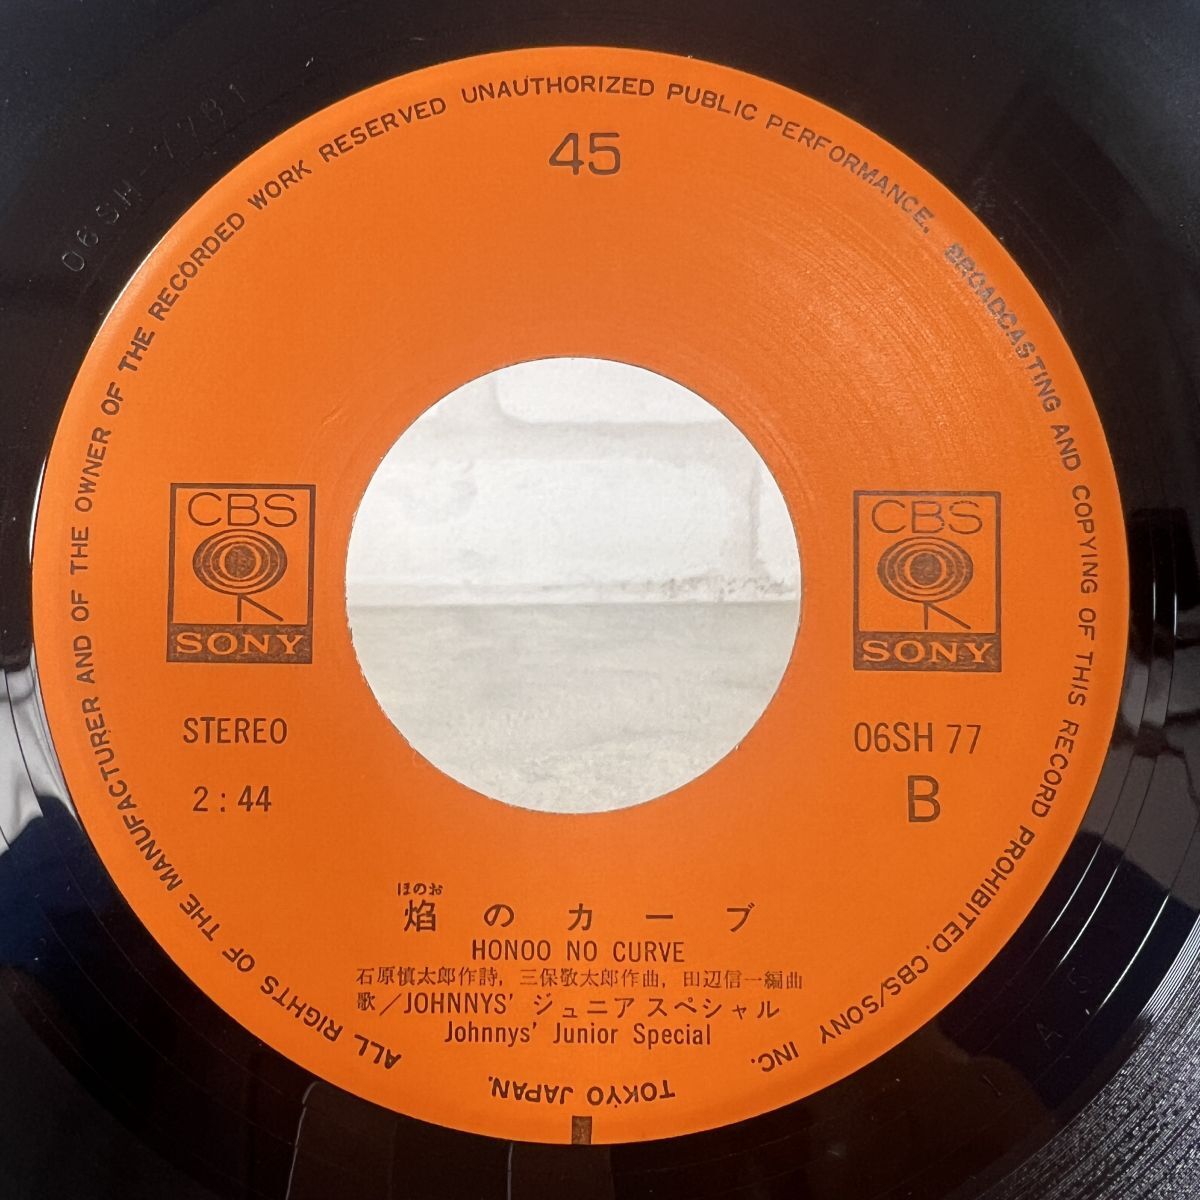 ALL RIGHTS OF THE MANUFACTURER AND OF THE OWNER OF THE RECORDED WORK RESERVED UNAUTHORIZED PUBLIC PERFORMANCE, BROADCASTING AND COPYING OF THIS RECORD PROHIBITED. CBS/SONY INC. TOKYO JAPAN.
45
CBS
SONY
CBS
SONY
STEREO
2:44
06SH 77
B
ほのお
焰のカーブ
HONOO NO CURVE
石原慎太郎作詩, 三保敬太郎作曲, 田辺信一編曲
歌/JOHNNYS' ジュニアスペシャル
Johnnys' Junior Special